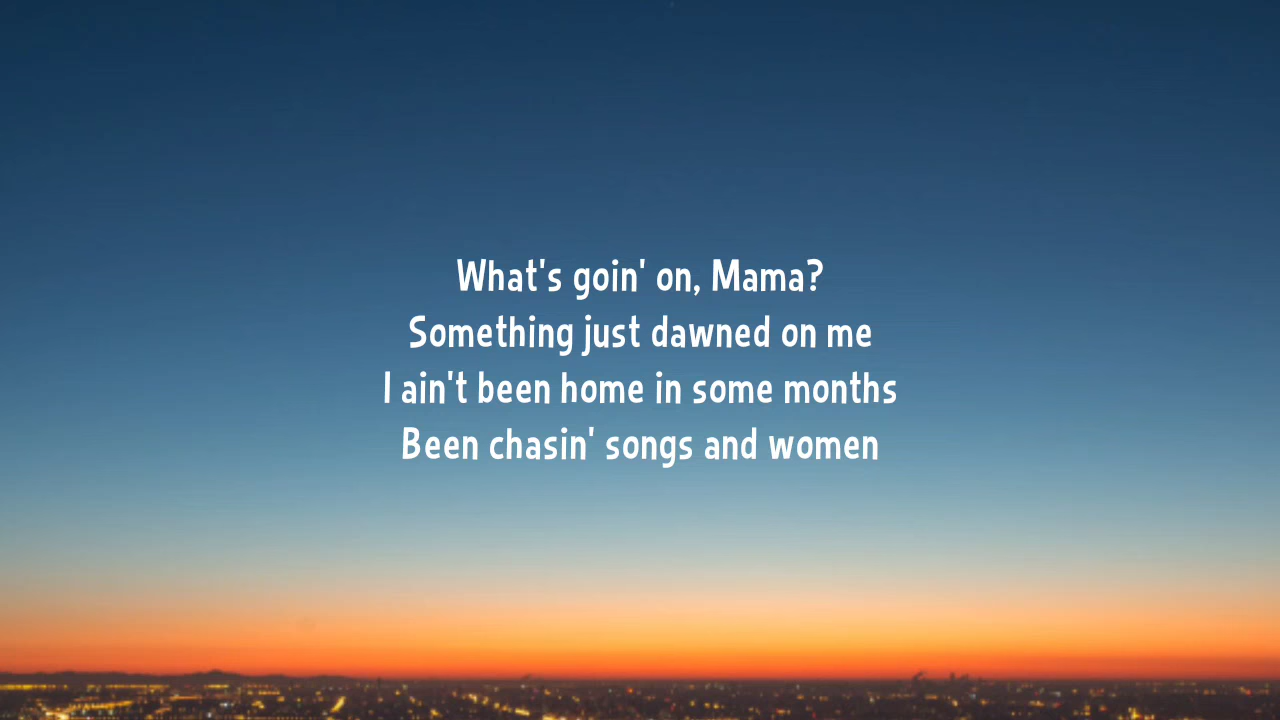 What's goin' on, Mama?
Something just dawned on me
I ain't been home in some months
Been chasin' songs and women